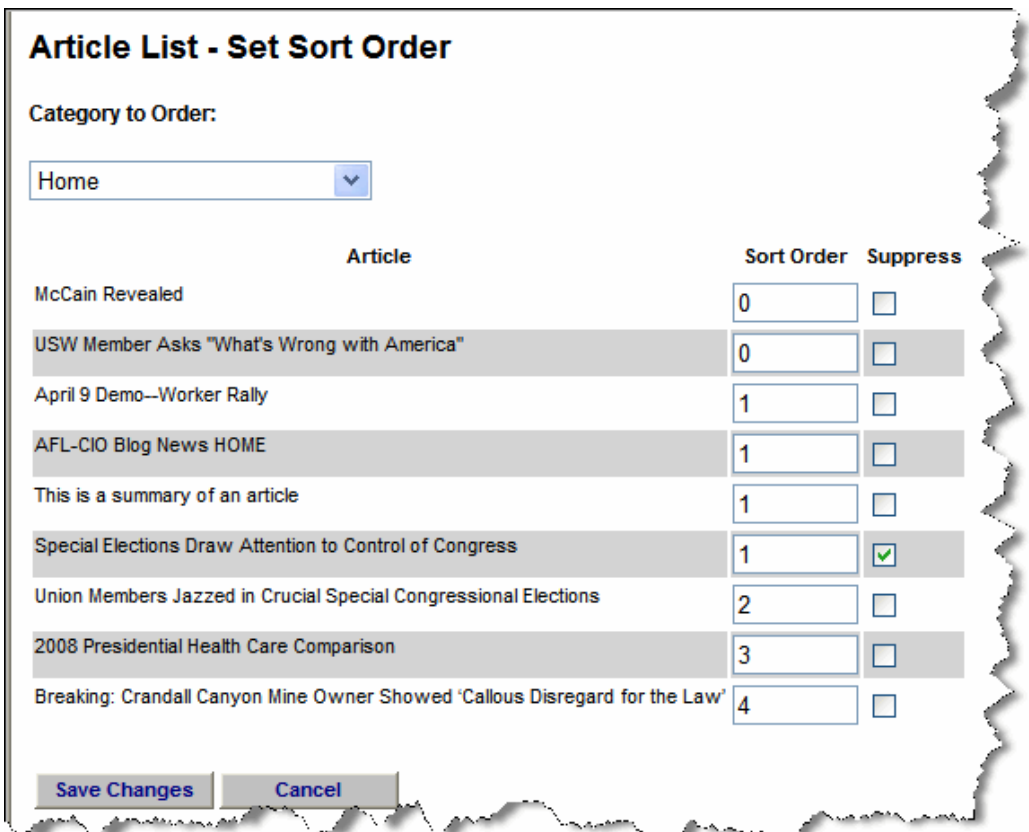 Article List - Set Sort Order
Category to Order:
Home
Article Sort Order Suppress
McCain Revealed 0
USW Member Asks "What's Wrong with America" 0
April 9 Demo--Worker Rally 1
AFL-CIO Blog News HOME 1
This is a summary of an article 1
Special Elections Draw Attention to Control of Congress 1
Union Members Jazzed in Crucial Special Congressional Elections 2
2008 Presidential Health Care Comparison 3
Breaking: Crandall Canyon Mine Owner Showed ‘Callous Disregard for the Law’ 4
Save Changes Cancel